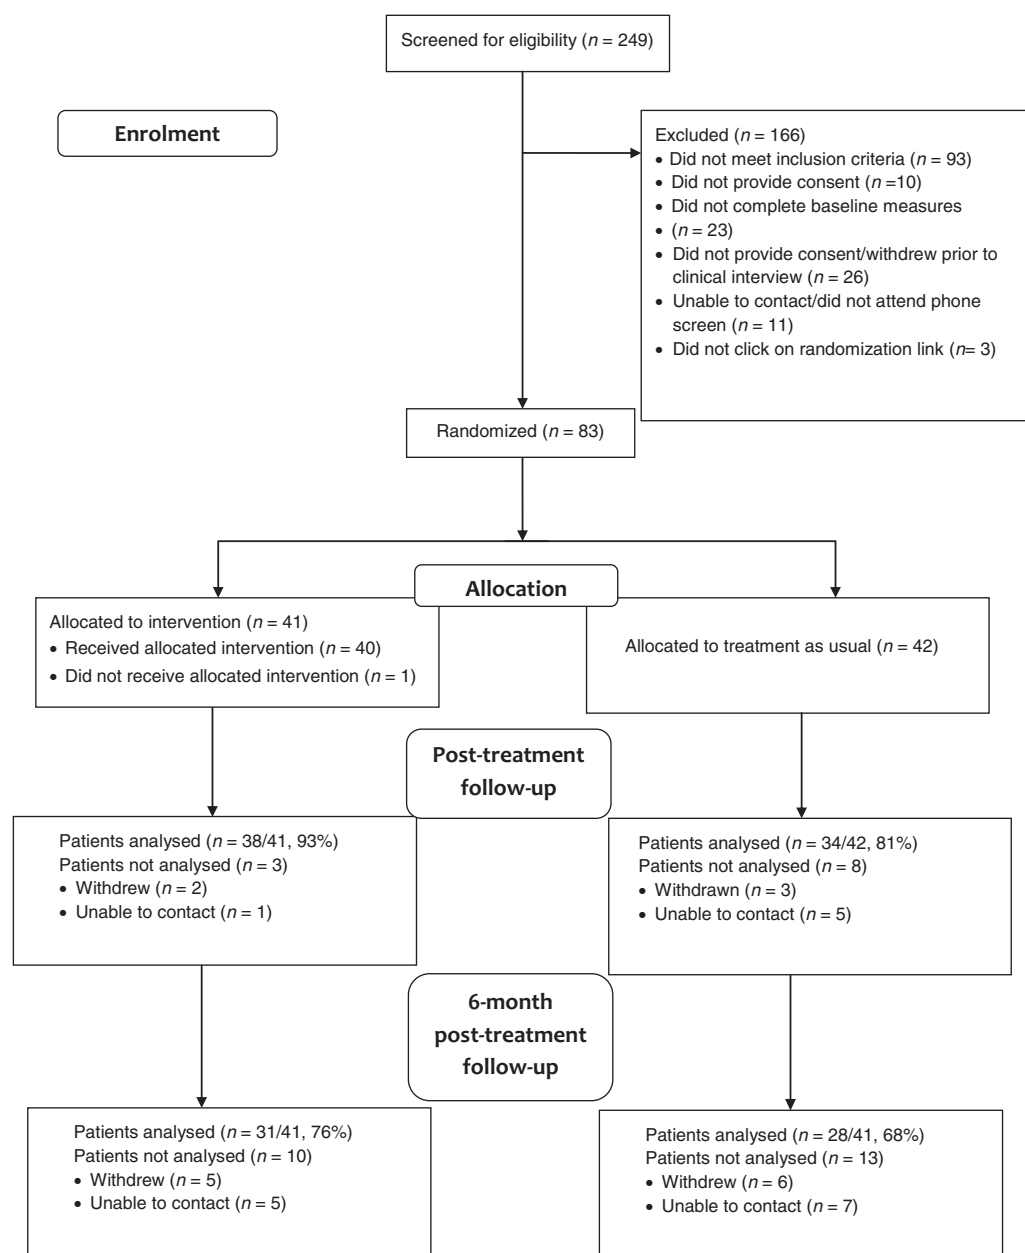 Screened for eligibility (n = 249)
Enrolment
Excluded (n = 166)
• Did not meet inclusion criteria (n = 93)
• Did not provide consent (n =10)
• Did not complete baseline measures
• (n = 23)
• Did not provide consent/withdrew prior to
clinical interview (n = 26)
• Unable to contact/did not attend phone
screen (n = 11)
• Did not click on randomization link (n= 3)
Randomized (n = 83)
Allocation
Allocated to intervention (n = 41)
• Received allocated intervention (n = 40)
• Did not receive allocated intervention (n = 1)
Allocated to treatment as usual (n = 42)
Post-treatment
follow-up
Patients analysed (n = 38/41, 93%)
Patients not analysed (n = 3)
• Withdrew (n = 2)
• Unable to contact (n = 1)
Patients analysed (n = 34/42, 81%)
Patients not analysed (n = 8)
• Withdrawn (n = 3)
• Unable to contact (n = 5)
6-month
post-treatment
follow-up
Patients analysed (n = 31/41, 76%)
Patients not analysed (n = 10)
• Withdrew (n = 5)
• Unable to contact (n = 5)
Patients analysed (n = 28/41, 68%)
Patients not analysed (n = 13)
• Withdrew (n = 6)
• Unable to contact (n = 7)